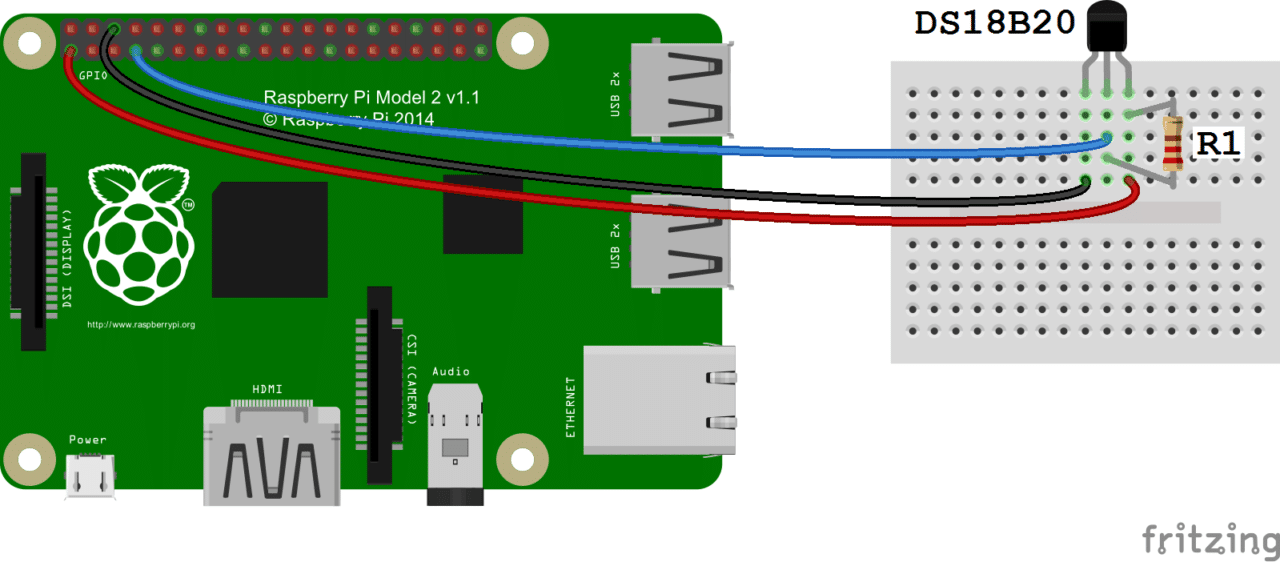 DS18B20
GPIO
Raspberry Pi Model 2 v1.1
© Raspberry Pi 2014
USB 2x
R1
TM
DSI (DISPLAY)
USB 2x
http://www.raspberrypi.org
CSI (CAMERA)
Audio
ETHERNET
HDMI
Power
fritzing